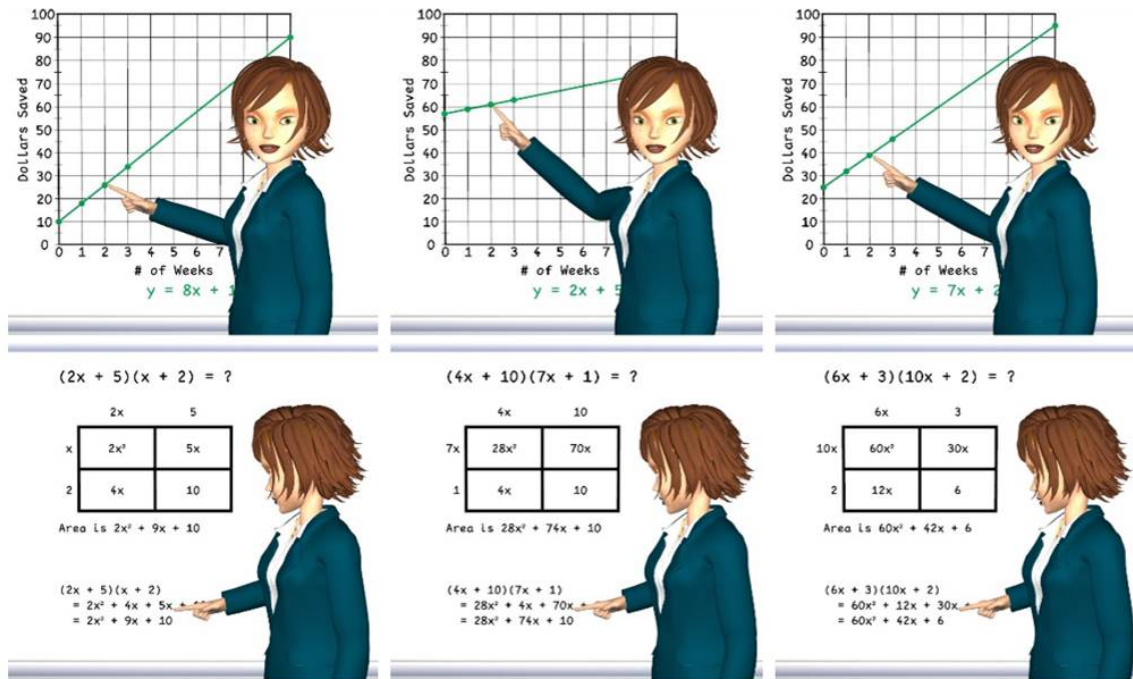 100
90
80
70
60
50
40
30
20
10
0
Dollars Saved
0 1 2 3 4 5 6 7
# of Weeks
y = 8x + 1
100
90
80
70
60
50
40
30
20
10
0
Dollars Saved
0 1 2 3 4 5 6 7
# of Weeks
y = 2x + 5
100
90
80
70
60
50
40
30
20
10
0
Dollars Saved
0 1 2 3 4 5 6 7
# of Weeks
y = 7x + 2
(2x + 5)(x + 2) = ?
2x 5
x 2x² 5x
2 4x 10
Area is 2x² + 9x + 10
(2x + 5)(x + 2)
= 2x² + 4x + 5x +
= 2x² + 9x + 10
(4x + 10)(7x + 1) = ?
4x 10
7x 28x² 70x
1 4x 10
Area is 28x² + 74x + 10
(4x + 10)(7x + 1)
= 28x² + 4x + 70x
= 28x² + 74x + 10
(6x + 3)(10x + 2) = ?
6x 3
10x 60x² 30x
2 12x 6
Area is 60x² + 42x + 6
(6x + 3)(10x + 2)
= 60x² + 12x + 30x
= 60x² + 42x + 6